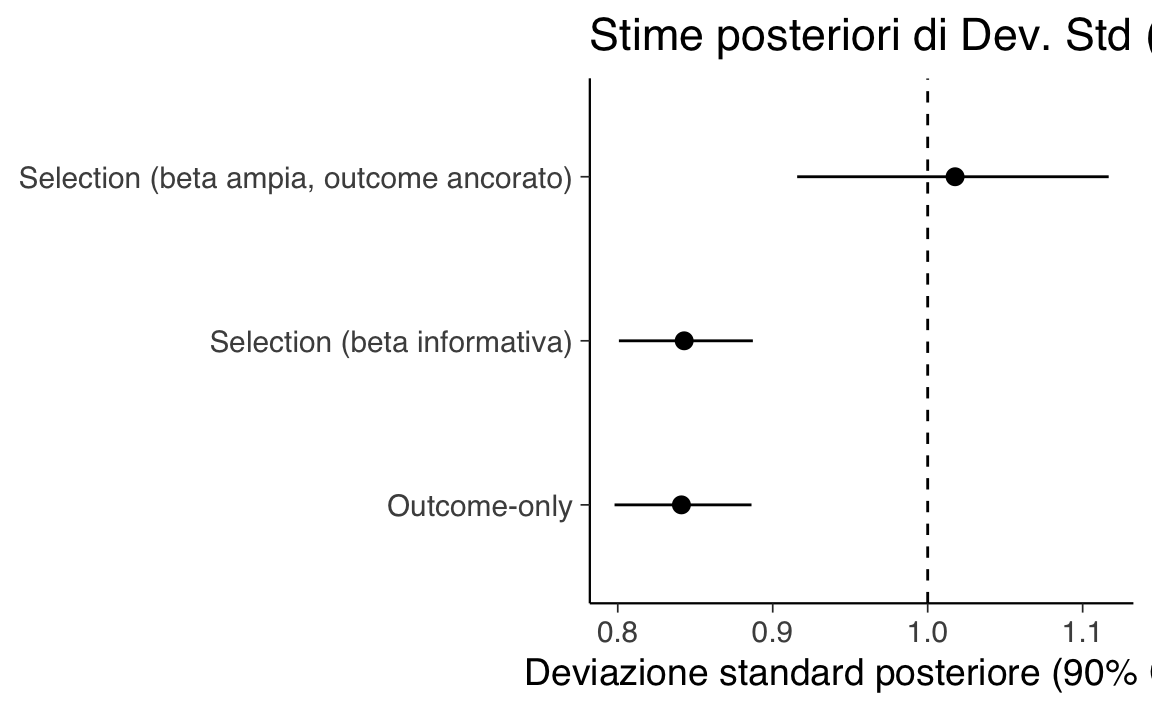 Stime posteriori di Dev. Std (
Selection (beta ampia, outcome ancorato)
Selection (beta informativa)
Outcome-only
0.8 0.9 1.0 1.1
Deviazione standard posteriore (90%